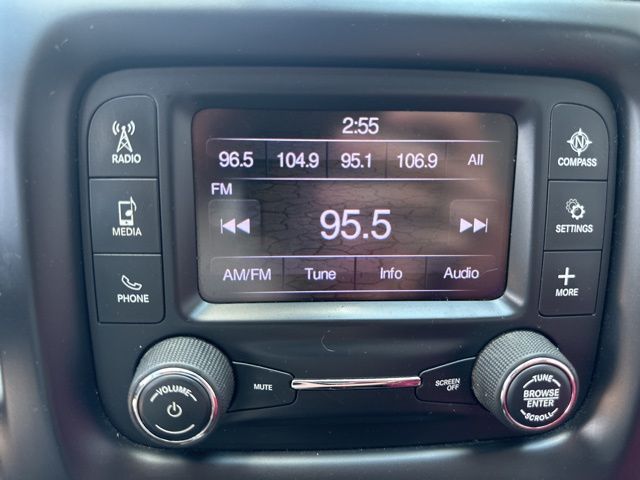 2:55
96.5 104.9 95.1 106.9 All
FM
95.5
AM/FM Tune Info Audio
RADIO
MEDIA
PHONE
COMPASS
SETTINGS
MORE
VOLUME
MUTE
SCREEN
OFF
TUNE
BROWSE
ENTER
SCROLL
N